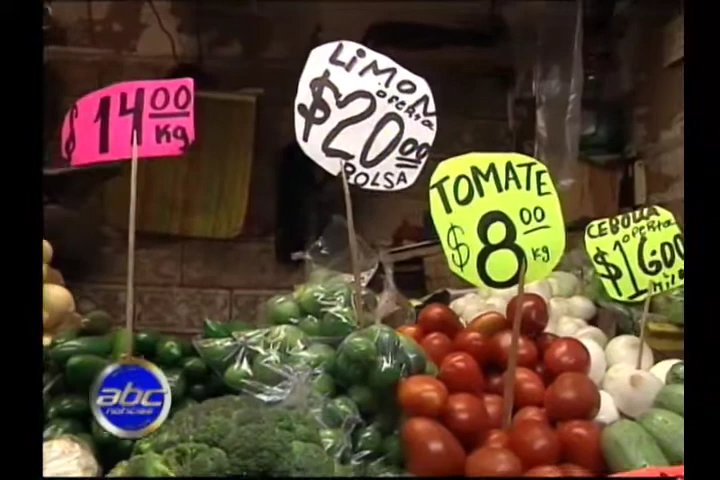 $14 00
KG
LIMON
oferta
$20.00
BOLSA
TOMATE
$8 00
KG
CEBOLLA
oferta
$16.00
abc
noticias